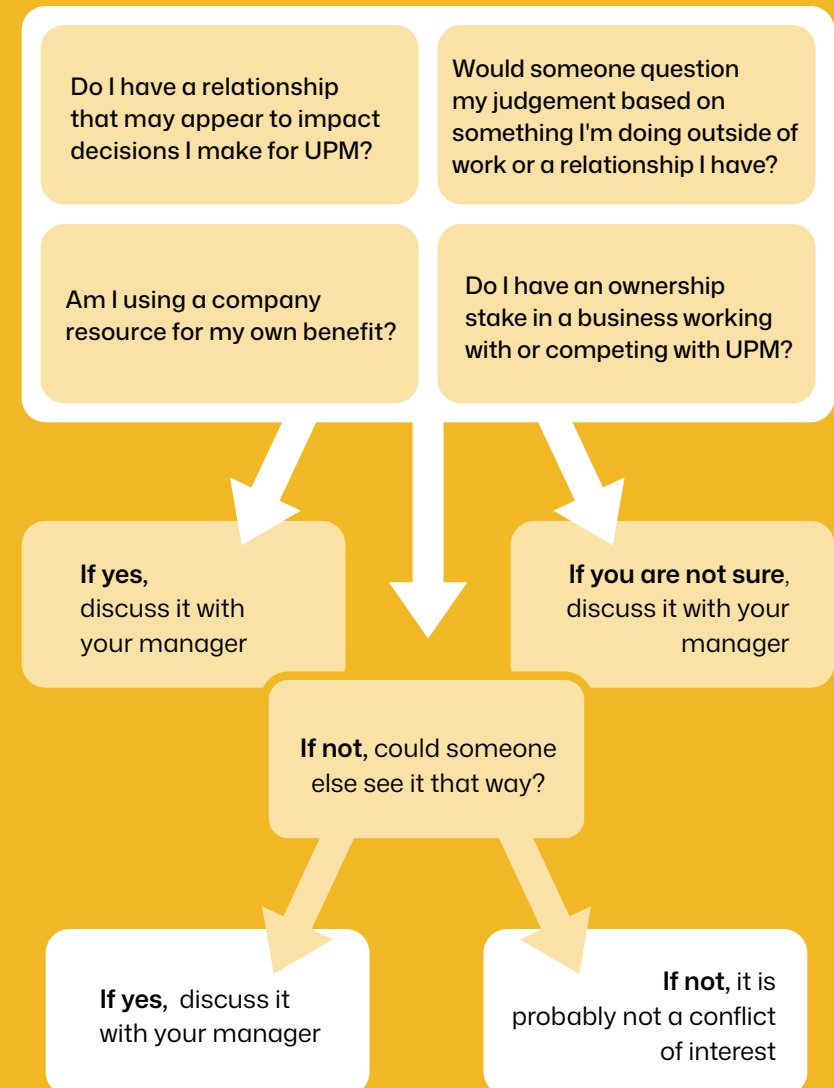 Do I have a relationship
that may appear to impact
decisions I make for UPM?
Would someone question
my judgement based on
something I'm doing outside of
work or a relationship I have?
Am I using a company
resource for my own benefit?
Do I have an ownership
stake in a business working
with or competing with UPM?
If yes,
discuss it with
your manager
If you are not sure,
discuss it with your
manager
If not, could someone
else see it that way?
If yes, discuss it
with your manager
If not, it is
probably not a conflict
of interest